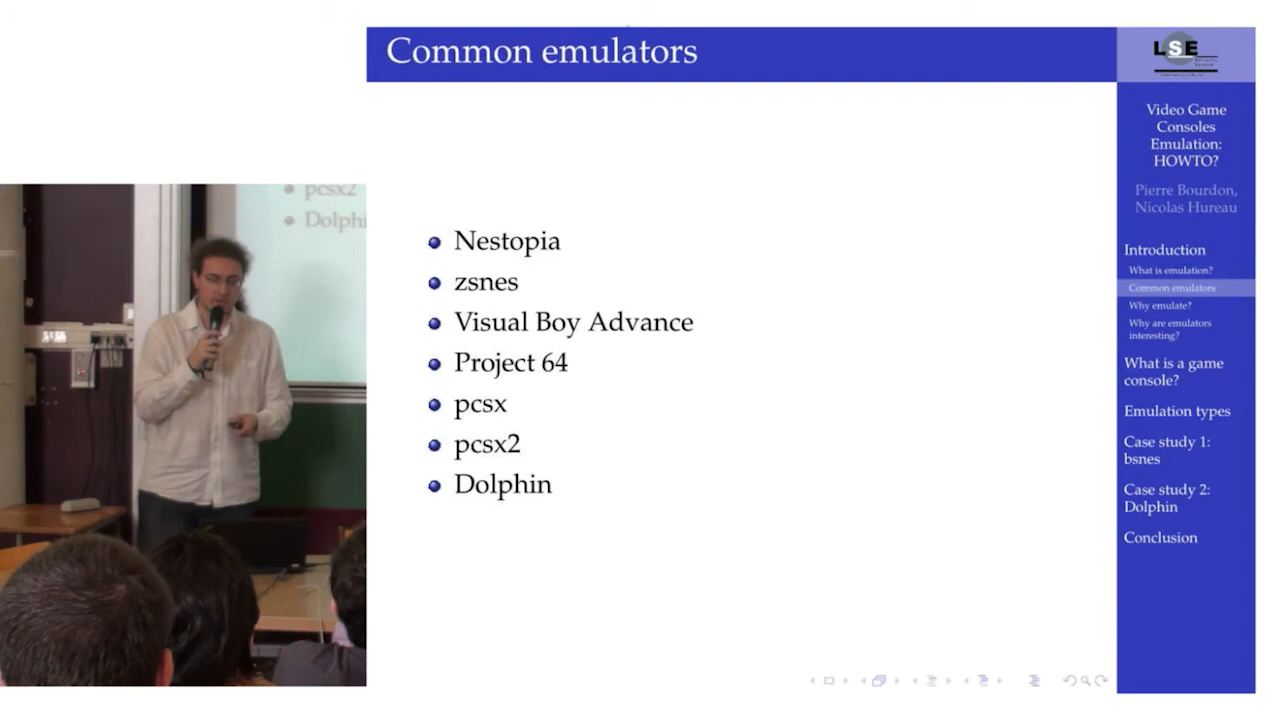 Common emulators
LSE
Video Game
Consoles
Emulation:
HOWTO?
Pierre Bourdon,
Nicolas Hureau
Introduction
What is emulation?
Common emulators
Why emulate?
Why are emulators
interesting?
What is a game
console?
Emulation types
Case study 1:
bsnes
Case study 2:
Dolphin
Conclusion
Nestopia
zsnes
Visual Boy Advance
Project 64
pcsx
pcsx2
Dolphin
pcsx2
Dolphi